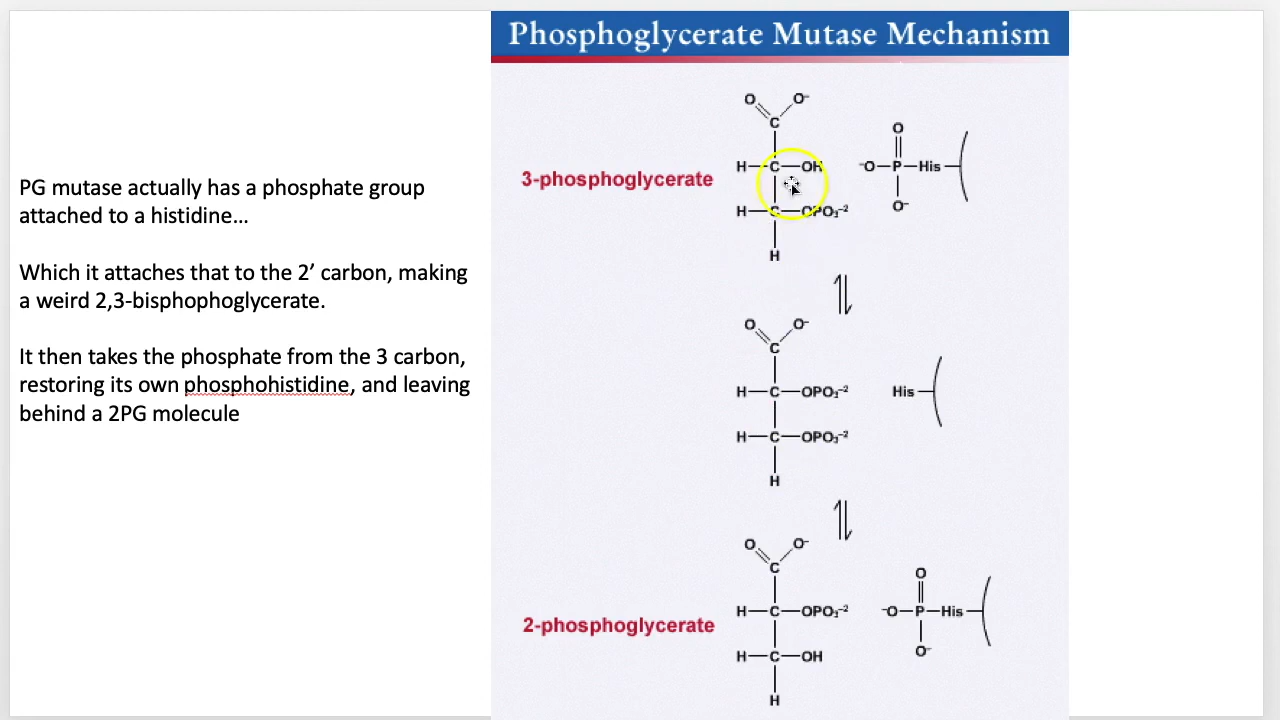 Phosphoglycerate Mutase Mechanism
PG mutase actually has a phosphate group
attached to a histidine...
Which it attaches that to the 2’ carbon, making
a weird 2,3-bisphophoglycerate.
It then takes the phosphate from the 3 carbon,
restoring its own phosphohistidine, and leaving
behind a 2PG molecule
O O⁻
C
3-phosphoglycerate
H—C—OH
H—C—OPO₃⁻²
H
O
⁻O—P—His
O⁻
O O⁻
C
H—C—OPO₃⁻²
H—C—OPO₃⁻²
H
His
O O⁻
C
2-phosphoglycerate
H—C—OPO₃⁻²
H—C—OH
H
O
⁻O—P—His
O⁻